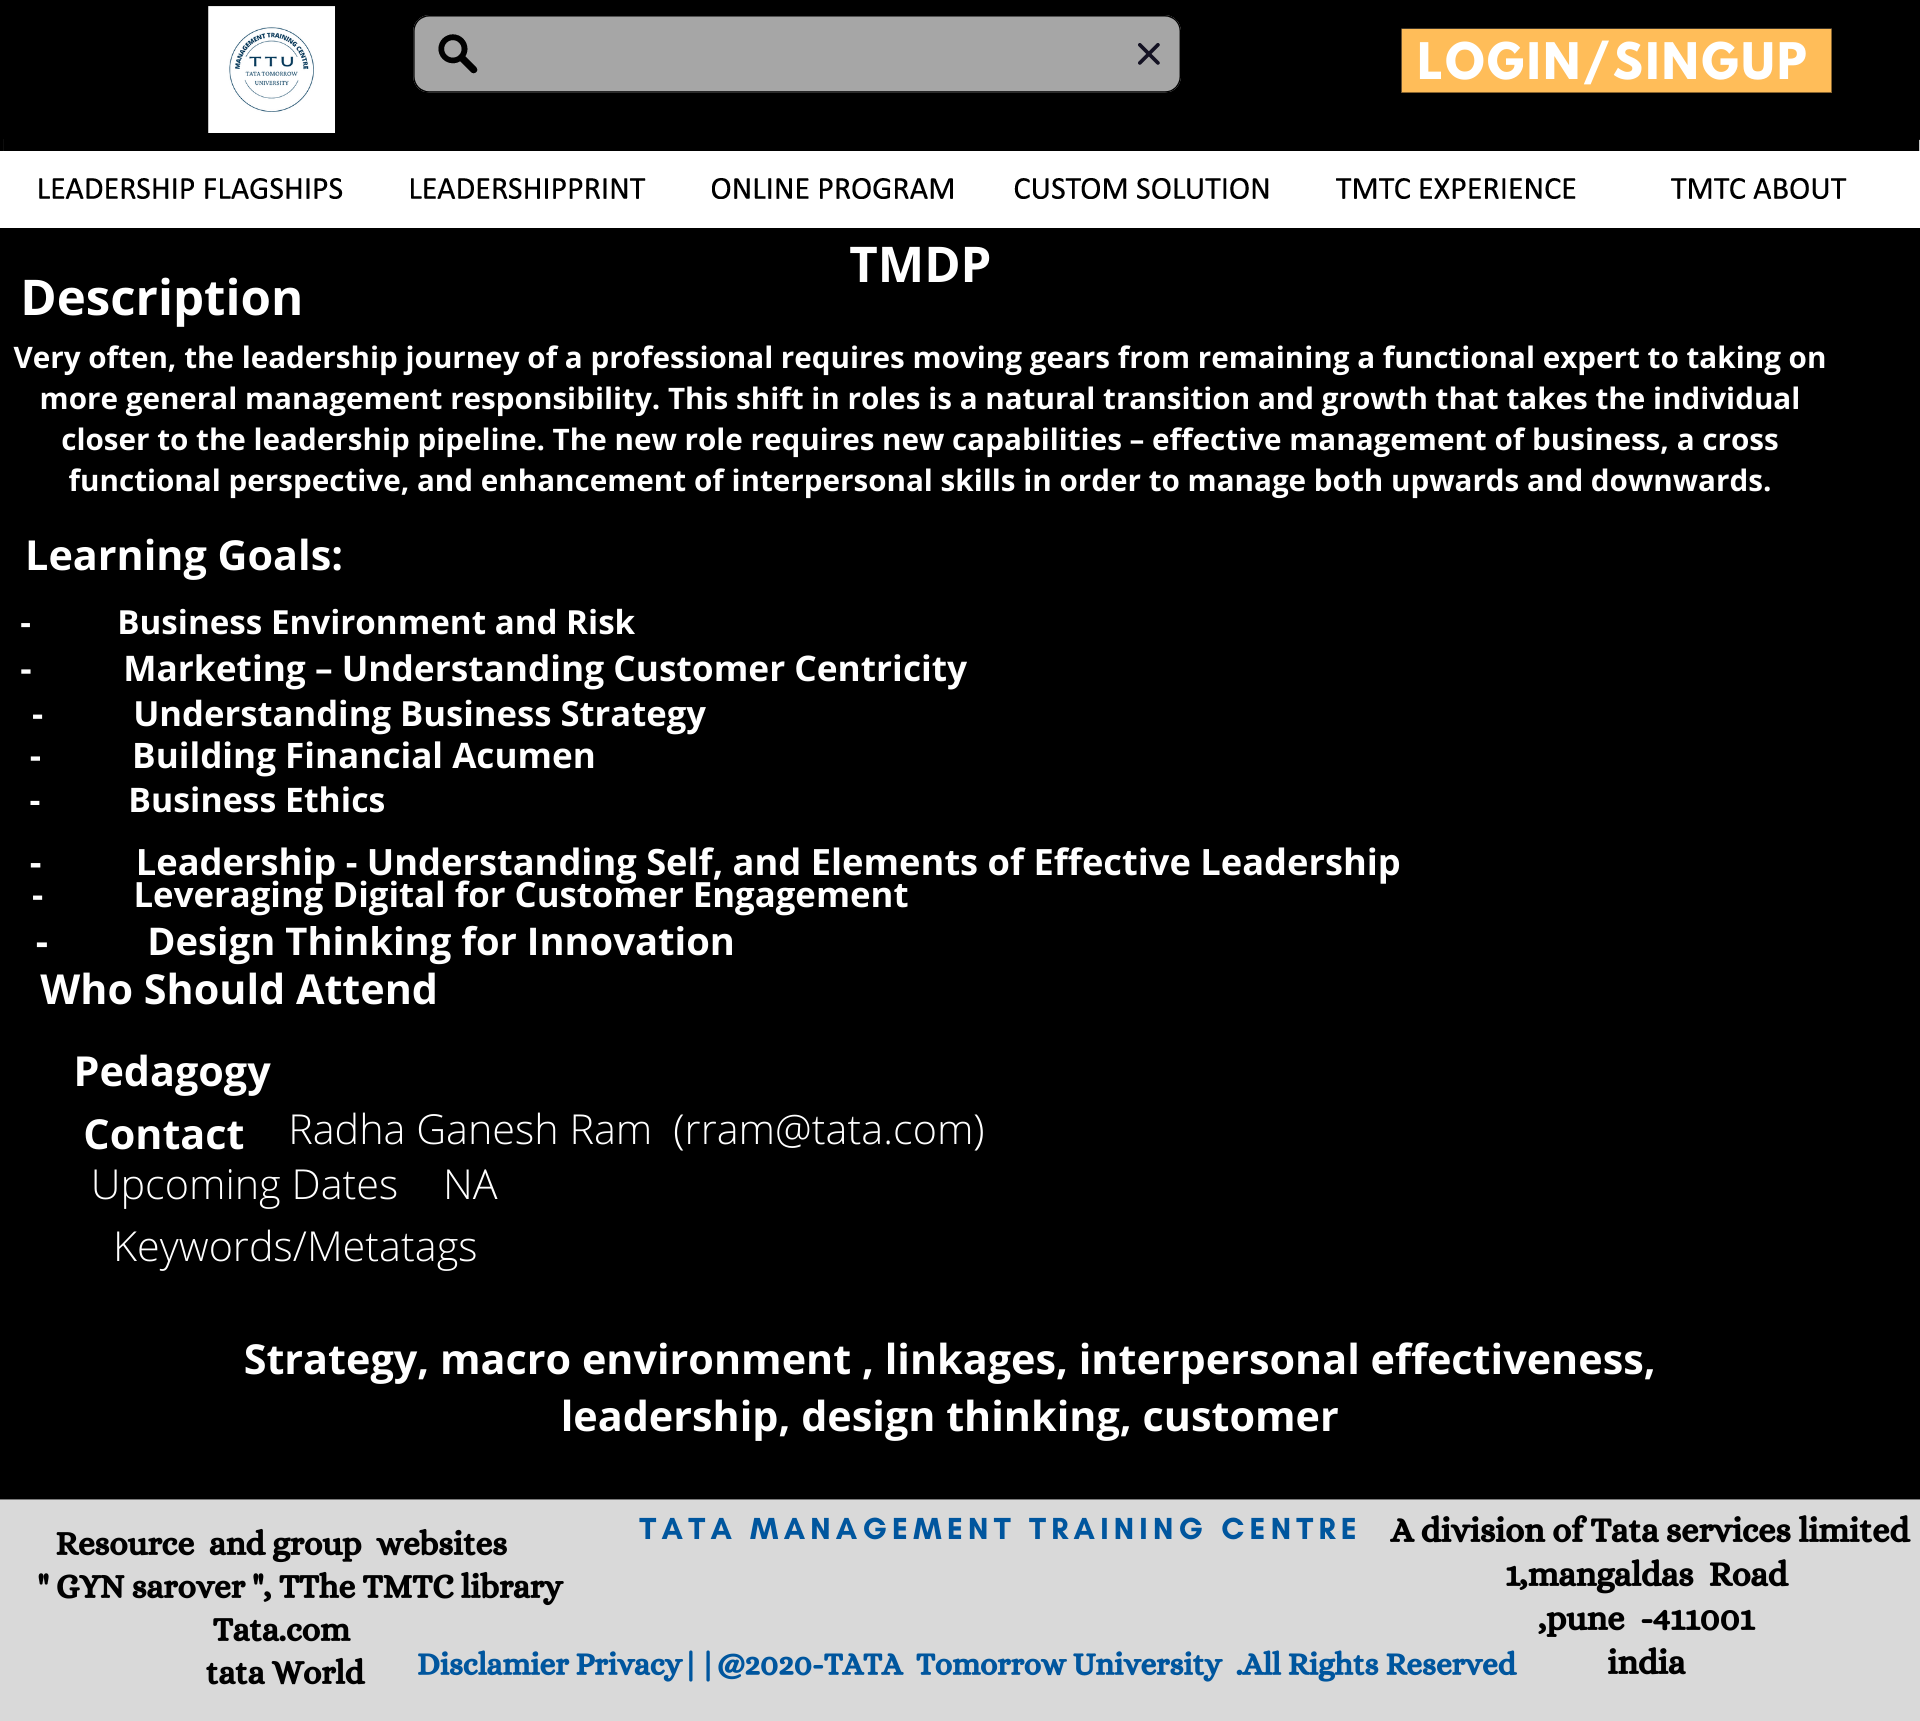 MANAGEMENT TRAINING CENTRE
TTU
TATA TOMORROW
UNIVERSITY
LOGIN/SINGUP
LEADERSHIP FLAGSHIPS LEADERSHIPPRINT ONLINE PROGRAM CUSTOM SOLUTION TMTC EXPERIENCE TMTC ABOUT
TMDP
Description
Very often, the leadership journey of a professional requires moving gears from remaining a functional expert to taking on
more general management responsibility. This shift in roles is a natural transition and growth that takes the individual
closer to the leadership pipeline. The new role requires new capabilities – effective management of business, a cross
functional perspective, and enhancement of interpersonal skills in order to manage both upwards and downwards.
Learning Goals:
- Business Environment and Risk
- Marketing – Understanding Customer Centricity
- Understanding Business Strategy
- Building Financial Acumen
- Business Ethics
- Leadership - Understanding Self, and Elements of Effective Leadership
- Leveraging Digital for Customer Engagement
- Design Thinking for Innovation
Who Should Attend
Pedagogy
Contact Radha Ganesh Ram (rram@tata.com)
Upcoming Dates NA
Keywords/Metatags
Strategy, macro environment , linkages, interpersonal effectiveness,
leadership, design thinking, customer
Resource and group websites
" GYN sarover ", TThe TMTC library
Tata.com
tata World
TATA MANAGEMENT TRAINING CENTRE
Disclamier Privacy||@2020-TATA Tomorrow University .All Rights Reserved
A division of Tata services limited
1,mangaldas Road
,pune -411001
india